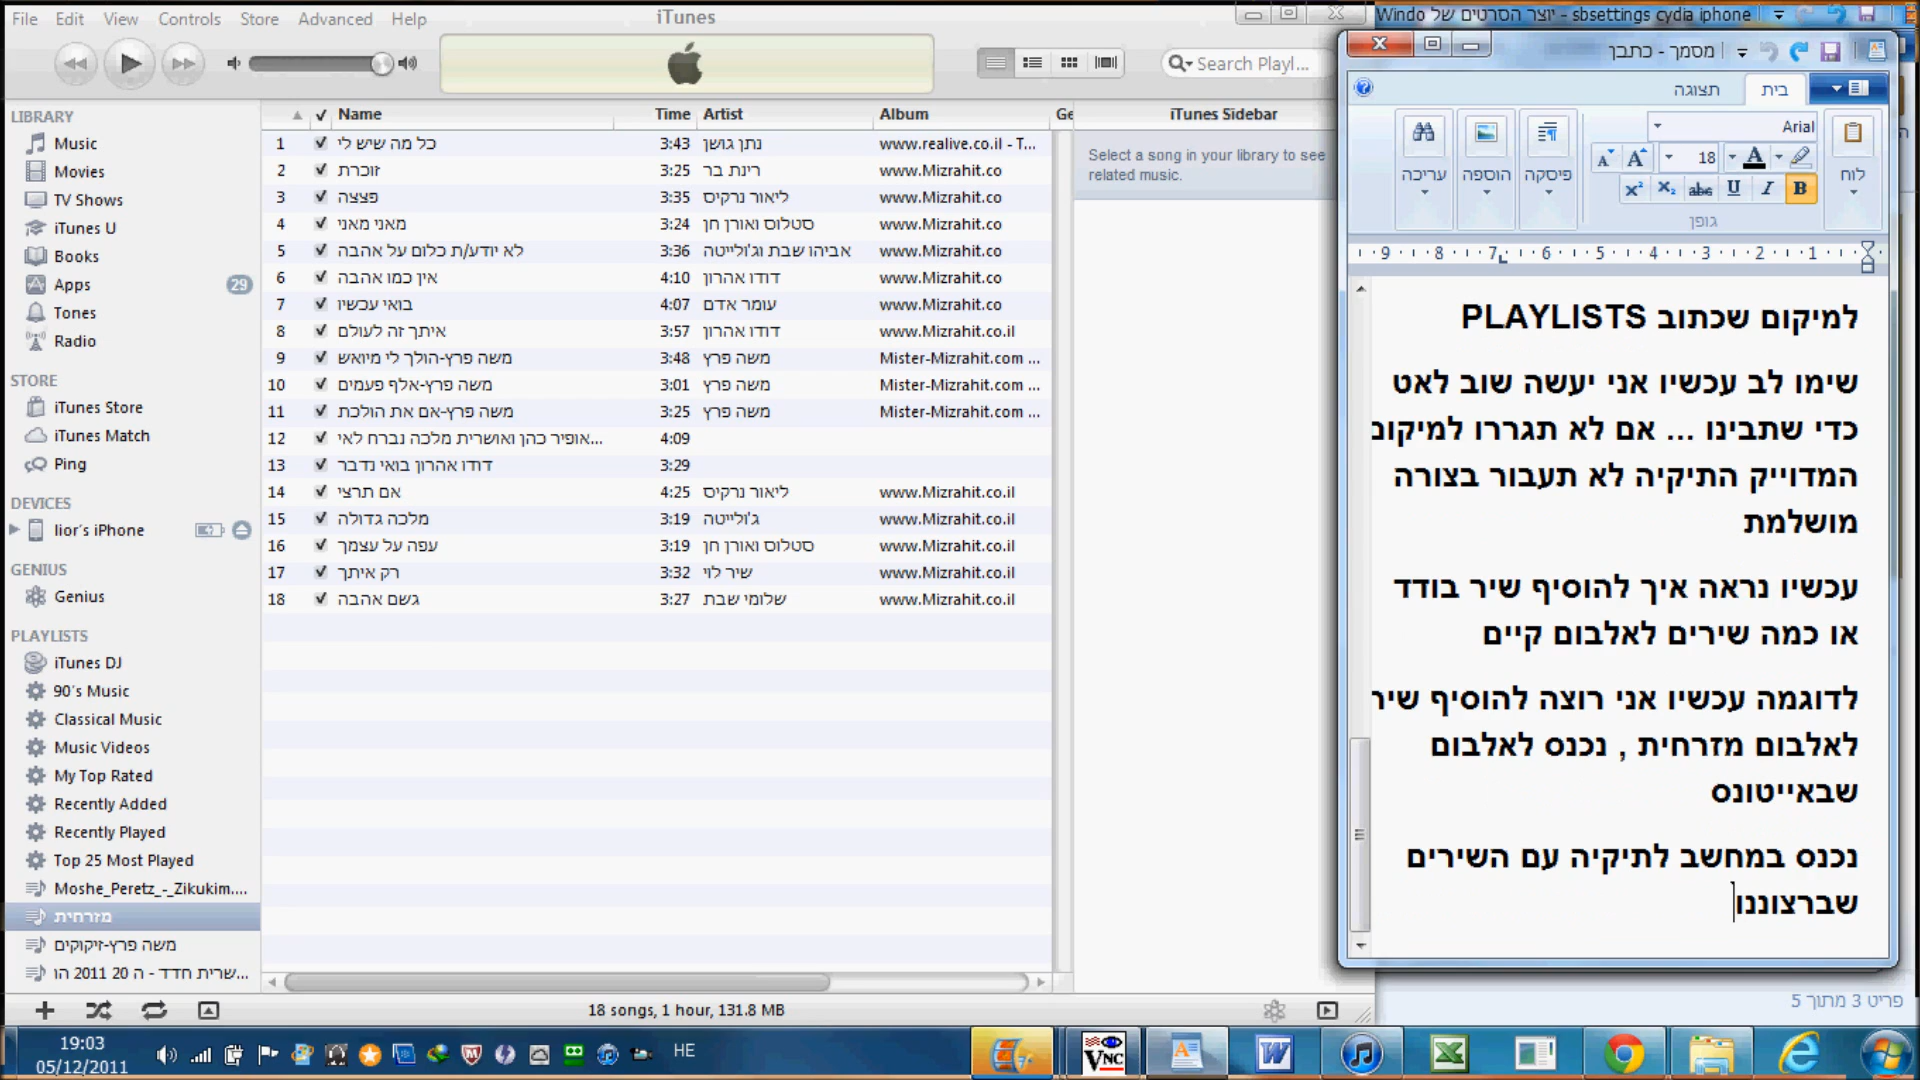 File Edit View Controls Store Advanced Help
iTunes
Search Playl...
LIBRARY
Music
Movies
TV Shows
iTunes U
Books
Apps 29
Tones
Radio
STORE
iTunes Store
iTunes Match
Ping
DEVICES
lior's iPhone
GENIUS
Genius
PLAYLISTS
iTunes DJ
90's Music
Classical Music
Music Videos
My Top Rated
Recently Added
Recently Played
Top 25 Most Played
Moshe_Peretz_-_Zikukim....
מזרחית
משה פרץ-זיקוקים
שרית חדד - ה 20 2011 הו...
Name Time Artist Album Ge
1 כל מה שיש לי 3:43 נתן גושן www.realive.co.il - T...
2 זוכרת 3:25 רינת בר www.Mizrahit.co
3 פצצה 3:35 ליאור נרקיס www.Mizrahit.co
4 מאני מאני 3:24 סטלוס ואורן חן www.Mizrahit.co
5 לא יודע/ת כלום על אהבה 3:36 אביהו שבת וג'ולייטה www.Mizrahit.co
6 אין כמו אהבה 4:10 דודו אהרון www.Mizrahit.co
7 בואי עכשיו 4:07 עומר אדם www.Mizrahit.co
8 איתך זה לעולם 3:57 דודו אהרון www.Mizrahit.co.il
9 משה פרץ-הולך לי מיואש 3:48 משה פרץ Mister-Mizrahit.com ...
10 משה פרץ-אלף פעמים 3:01 משה פרץ Mister-Mizrahit.com ...
11 משה פרץ-אם את הולכת 3:25 משה פרץ Mister-Mizrahit.com ...
12 אופיר כהן ואושרית מלכה נברח לאי... 4:09
13 דודו אהרון בואי נדבר 3:29
14 אם תרצי 4:25 ליאור נרקיס www.Mizrahit.co.il
15 מלכה גדולה 3:19 ג'ולייטה www.Mizrahit.co.il
16 עפה על עצמך 3:19 סטלוס ואורן חן www.Mizrahit.co.il
17 רק איתך 3:32 שיר לוי www.Mizrahit.co.il
18 גשם אהבה 3:27 שלומי שבת www.Mizrahit.co.il
iTunes Sidebar
Select a song in your library to see
related music.
18 songs, 1 hour, 131.8 MB
sbsettings cydia iphone - יוצר הסרטים של Windo
מסמך - כתבן
בית תצוגה
לוח
Arial
18
גופן
פיסקה
הוספה
עריכה
1 2 3 4 5 6 7 8 9
למיקום שכתוב PLAYLISTS
שימו לב עכשיו אני יעשה שוב לאט
כדי שתבינו ... אם לא תגררו למיקום
המדוייק התיקיה לא תעבור בצורה
מושלמת
עכשיו נראה איך להוסיף שיר בודד
או כמה שירים לאלבום קיים
לדוגמה עכשיו אני רוצה להוסיף שיר
לאלבום מזרחית , נכנס לאלבום
שבאייטונס
נכנס במחשב לתיקיה עם השירים
שברצוננו
פריט 3 מתוך 5
19:03
05/12/2011
HE
VNC